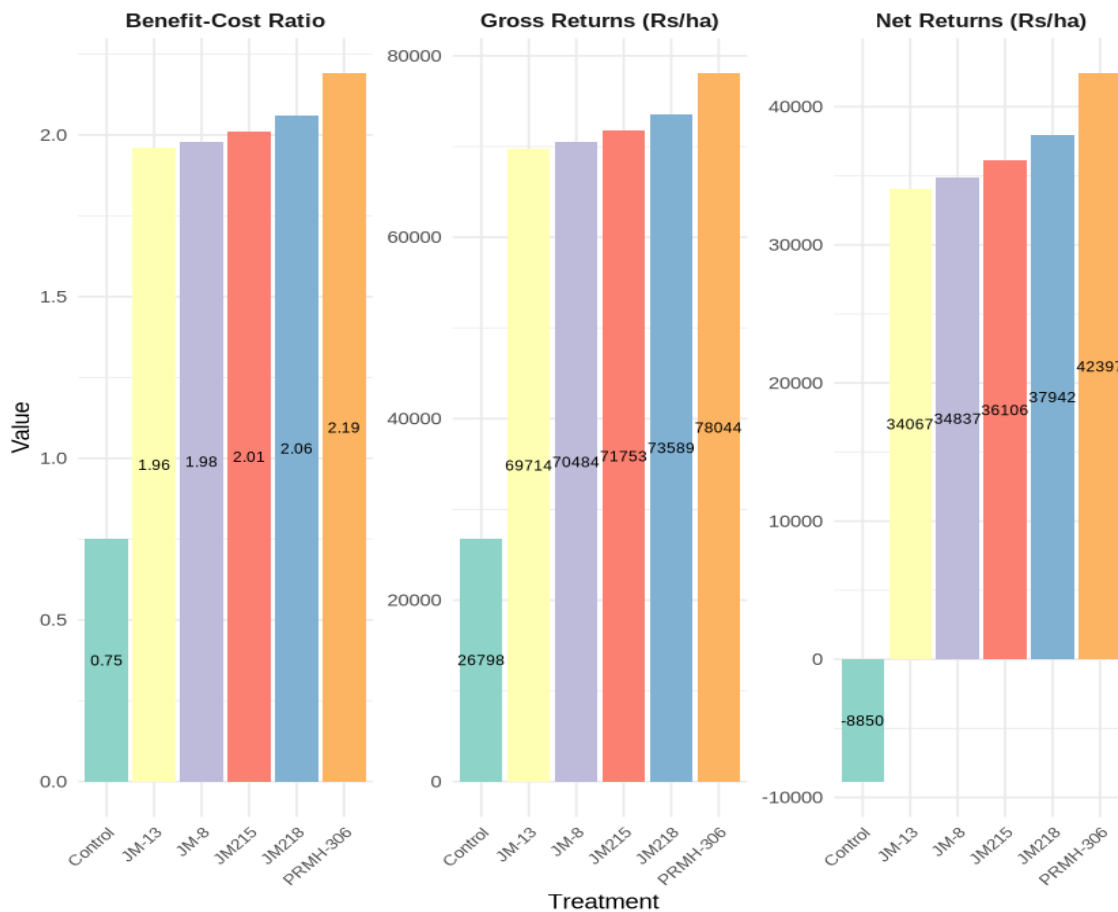 Benefit-Cost Ratio
Gross Returns (Rs/ha)
Net Returns (Rs/ha)
Value
2.0
1.5
1.0
0.5
0.0
0.75
1.96
1.98
2.01
2.06
2.19
Control
JM-13
JM-8
JM215
JM218
PRMH-306
80000
60000
40000
20000
0
26798
69714
70484
71753
73589
78044
Control
JM-13
JM-8
JM215
JM218
PRMH-306
40000
30000
20000
10000
0
-10000
-8850
34067
34837
36106
37942
42397
Control
JM-13
JM-8
JM215
JM218
PRMH-306
Treatment